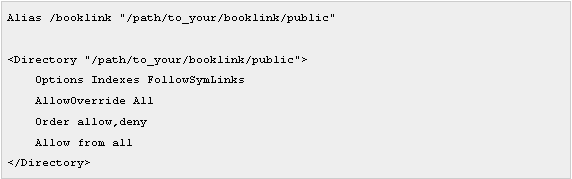 Alias /booklink "/path/to_your/booklink/public"
<Directory "/path/to_your/booklink/public">
Options Indexes FollowSymLinks
AllowOverride All
Order allow,deny
Allow from all
</Directory>